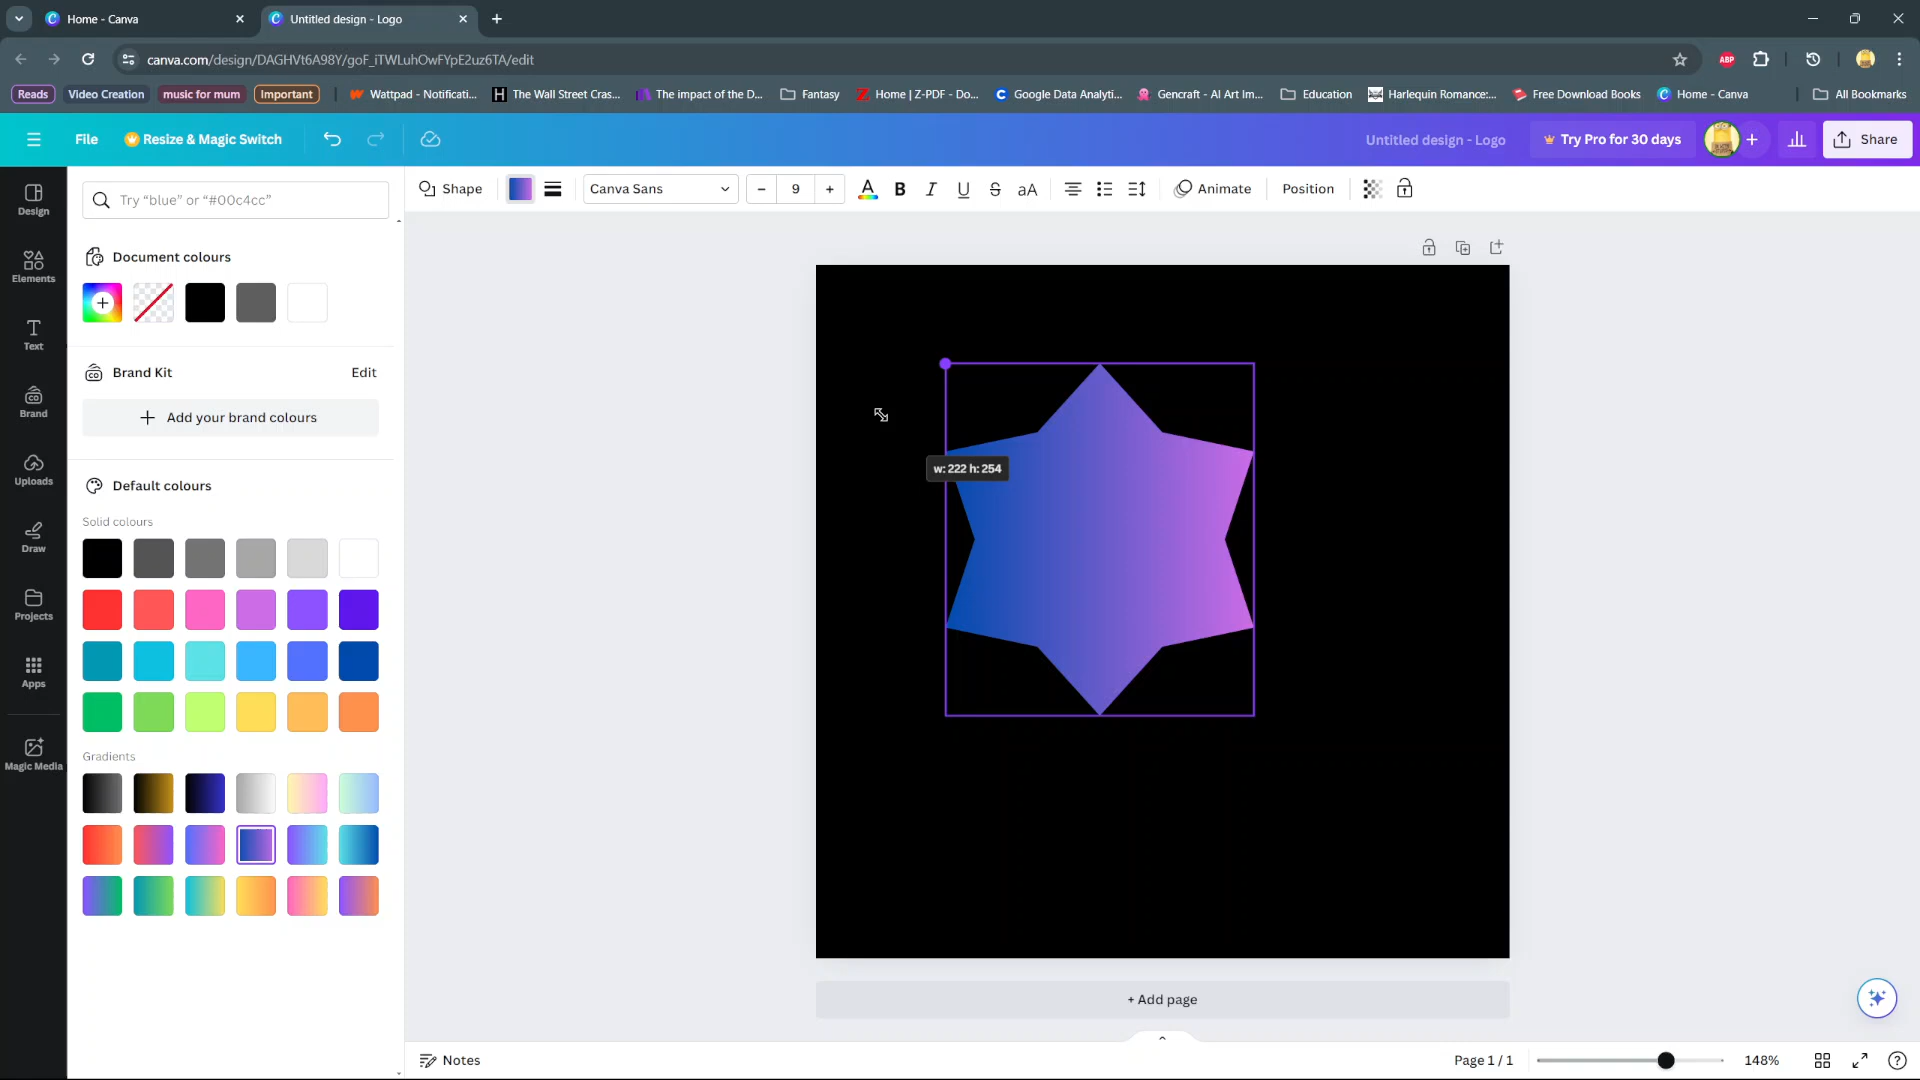 Home - Canva
Untitled design - Logo
canva.com/design/DAGHVt6A98Y/goF_iTWLuhOwFYpE2uz6TA/edit
ABP
Reads
Video Creation
music for mum
Important
Wattpad - Notificati...
The Wall Street Cras...
The impact of the D...
Fantasy
Home | Z-PDF - Do...
Google Data Analyti...
Gencraft - AI Art Im...
Education
Harlequin Romance:...
Free Download Books
Home - Canva
All Bookmarks
File
Resize & Magic Switch
Untitled design - Logo
Try Pro for 30 days
Share
Design
Elements
Text
Brand
Uploads
Draw
Projects
Apps
Magic Media
Try “blue” or “#00c4cc”
Shape
Canva Sans
– 9 +
A B I U S aA
Animate
Position
Document colours
Brand Kit
Edit
Add your brand colours
Default colours
Solid colours
Gradients
w: 222 h: 254
+ Add page
Notes
Page 1 / 1
148%